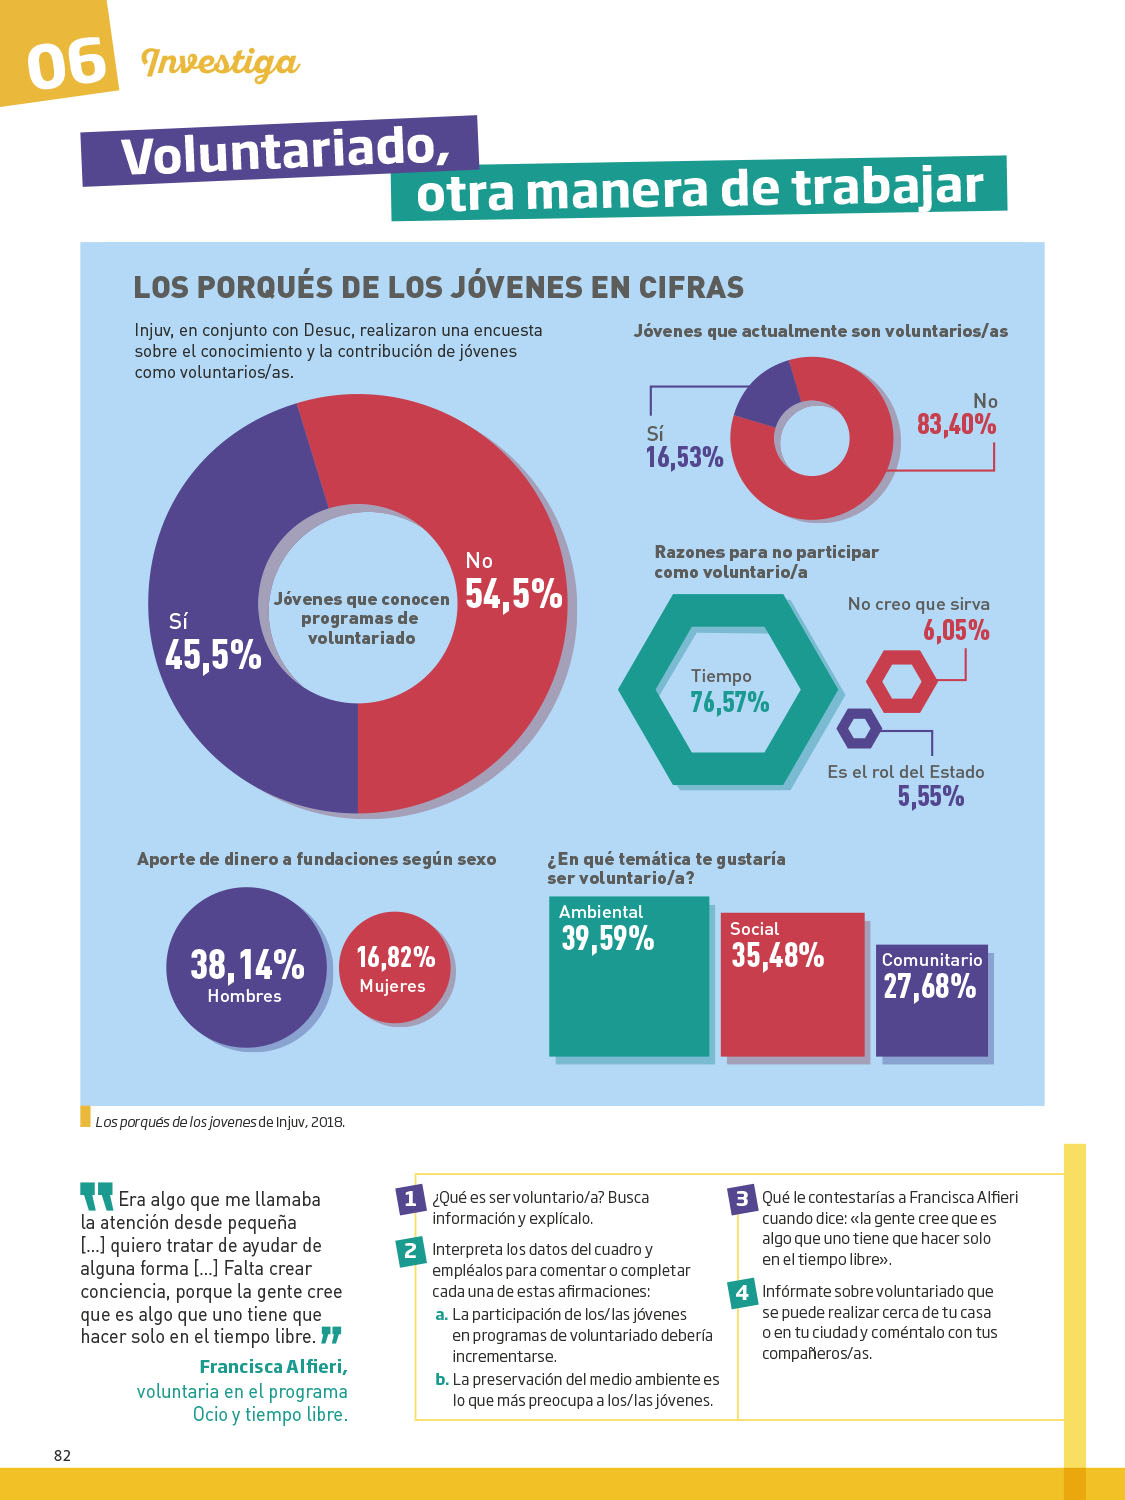 06
Investiga
Voluntariado,
otra manera de trabajar
LOS PORQUÉS DE LOS JÓVENES EN CIFRAS
Injuv, en conjunto con Desuc, realizaron una encuesta
sobre el conocimiento y la contribución de jóvenes
como voluntarios/as.
Sí
45,5%
Jóvenes que conocen
programas de
voluntariado
No
54,5%
Jóvenes que actualmente son voluntarios/as
Sí
16,53%
No
83,40%
Razones para no participar
como voluntario/a
Tiempo
76,57%
No creo que sirva
6,05%
Es el rol del Estado
5,55%
Aporte de dinero a fundaciones según sexo
38,14%
Hombres
16,82%
Mujeres
¿En qué temática te gustaría
ser voluntario/a?
Ambiental
39,59%
Social
35,48%
Comunitario
27,68%
Los porqués de los jovenes de Injuv, 2018.
" Era algo que me llamaba
la atención desde pequeña
[...] quiero tratar de ayudar de
alguna forma [...] Falta crear
conciencia, porque la gente cree
que es algo que uno tiene que
hacer solo en el tiempo libre. "
Francisca Alfieri,
voluntaria en el programa
Ocio y tiempo libre.
1 ¿Qué es ser voluntario/a? Busca
información y explícalo.
2 Interpreta los datos del cuadro y
empléalos para comentar o completar
cada una de estas afirmaciones:
a. La participación de los/las jóvenes
en programas de voluntariado debería
incrementarse.
b. La preservación del medio ambiente es
lo que más preocupa a los/las jóvenes.
3 Qué le contestarías a Francisca Alfieri
cuando dice: «la gente cree que es
algo que uno tiene que hacer solo
en el tiempo libre».
4 Infórmate sobre voluntariado que
se puede realizar cerca de tu casa
o en tu ciudad y coméntalo con tus
compañeros/as.
82